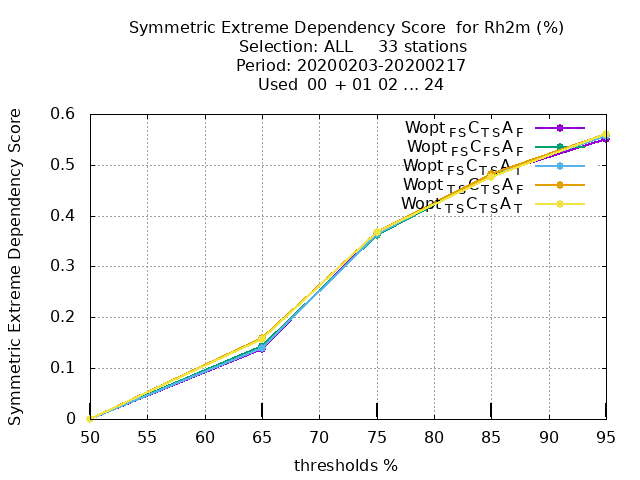 Symmetric Extreme Dependency Score  for Rh2m (%)
Selection: ALL     33 stations
Period: 20200203-20200217
Used  00 + 01 02 ... 24
Symmetric Extreme Dependency Score
0.6
0.5
0.4
0.3
0.2
0.1
0
Wopt FS C TS A F
Wopt FS C FS A F
Wopt FS C TS A T
Wopt TS C TS A F
Wopt TS C TS A T
50 55 60 65 70 75 80 85 90 95
thresholds %